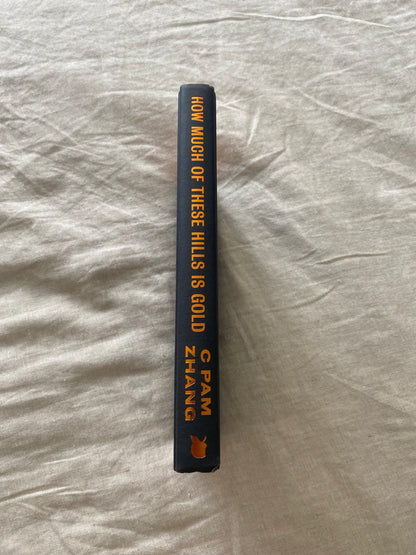 HOW MUCH OF THESE HILLS IS GOLD
C PAM
ZHANG